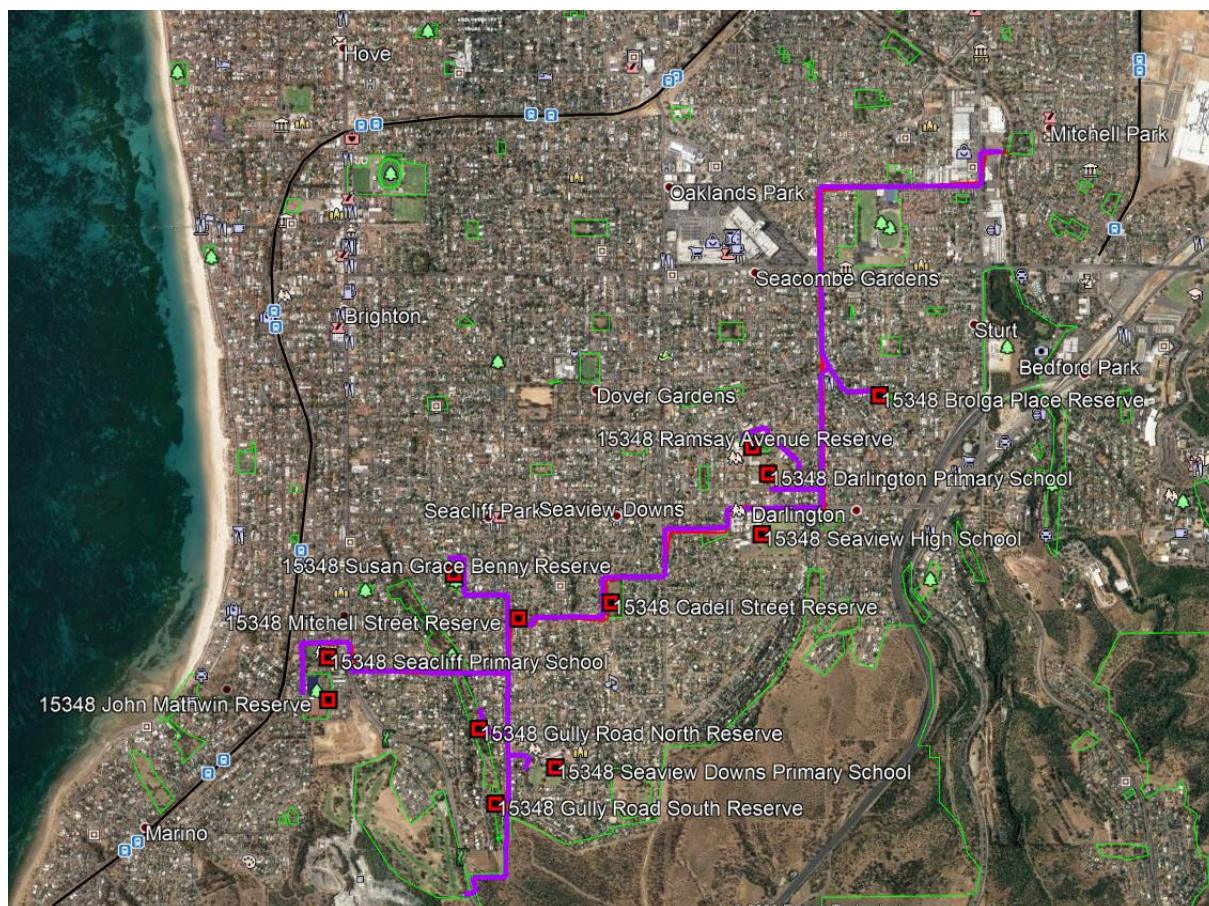 Hove
Mitchell Park
Oaklands Park
Seacombe Gardens
Brighton
Sturt
Bedford Park
Dover Gardens
15348 Brolga Place Reserve
15348 Ramsay Avenue Reserve
15348 Darlington Primary School
Seacliff Park
Seaview Downs
Darlington
15348 Seaview High School
15348 Susan Grace Benny Reserve
15348 Cadell Street Reserve
15348 Mitchell Street Reserve
15348 Seacliff Primary School
15348 John Mathwin Reserve
15348 Gully Road North Reserve
15348 Seaview Downs Primary School
15348 Gully Road South Reserve
Marino